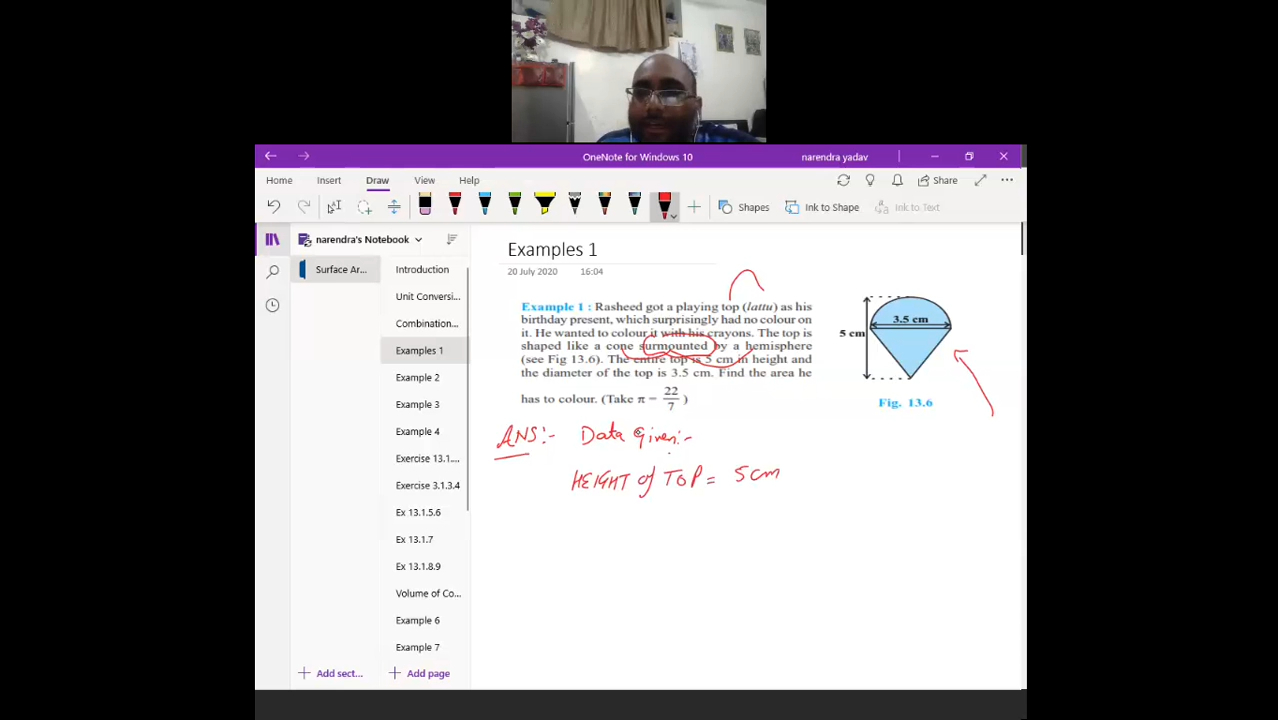 OneNote for Windows 10
narendra yadav
Home Insert Draw View Help
Share
Shapes Ink to Shape Ink to Text
narendra's Notebook
Surface Ar...
Introduction
Unit Conversi...
Combination...
Examples 1
Example 2
Example 3
Example 4
Exercise 13.1....
Exercise 3.1.3.4
Ex 13.1.5.6
Ex 13.1.7
Ex 13.1.8.9
Volume of Co...
Example 6
Example 7
Add sect...
Add page
Examples 1
20 July 2020 16:04
Example 1 : Rasheed got a playing top (lattu) as his
birthday present, which surprisingly had no colour on
it. He wanted to colour it with his crayons. The top is
shaped like a cone surmounted by a hemisphere
(see Fig 13.6). The entire top is 5 cm in height and
the diameter of the top is 3.5 cm. Find the area he
has to colour. (Take π = 22/7)
3.5 cm
5 cm
Fig. 13.6
ANS:- Data Given:-
HEIGHT of TOP = 5cm